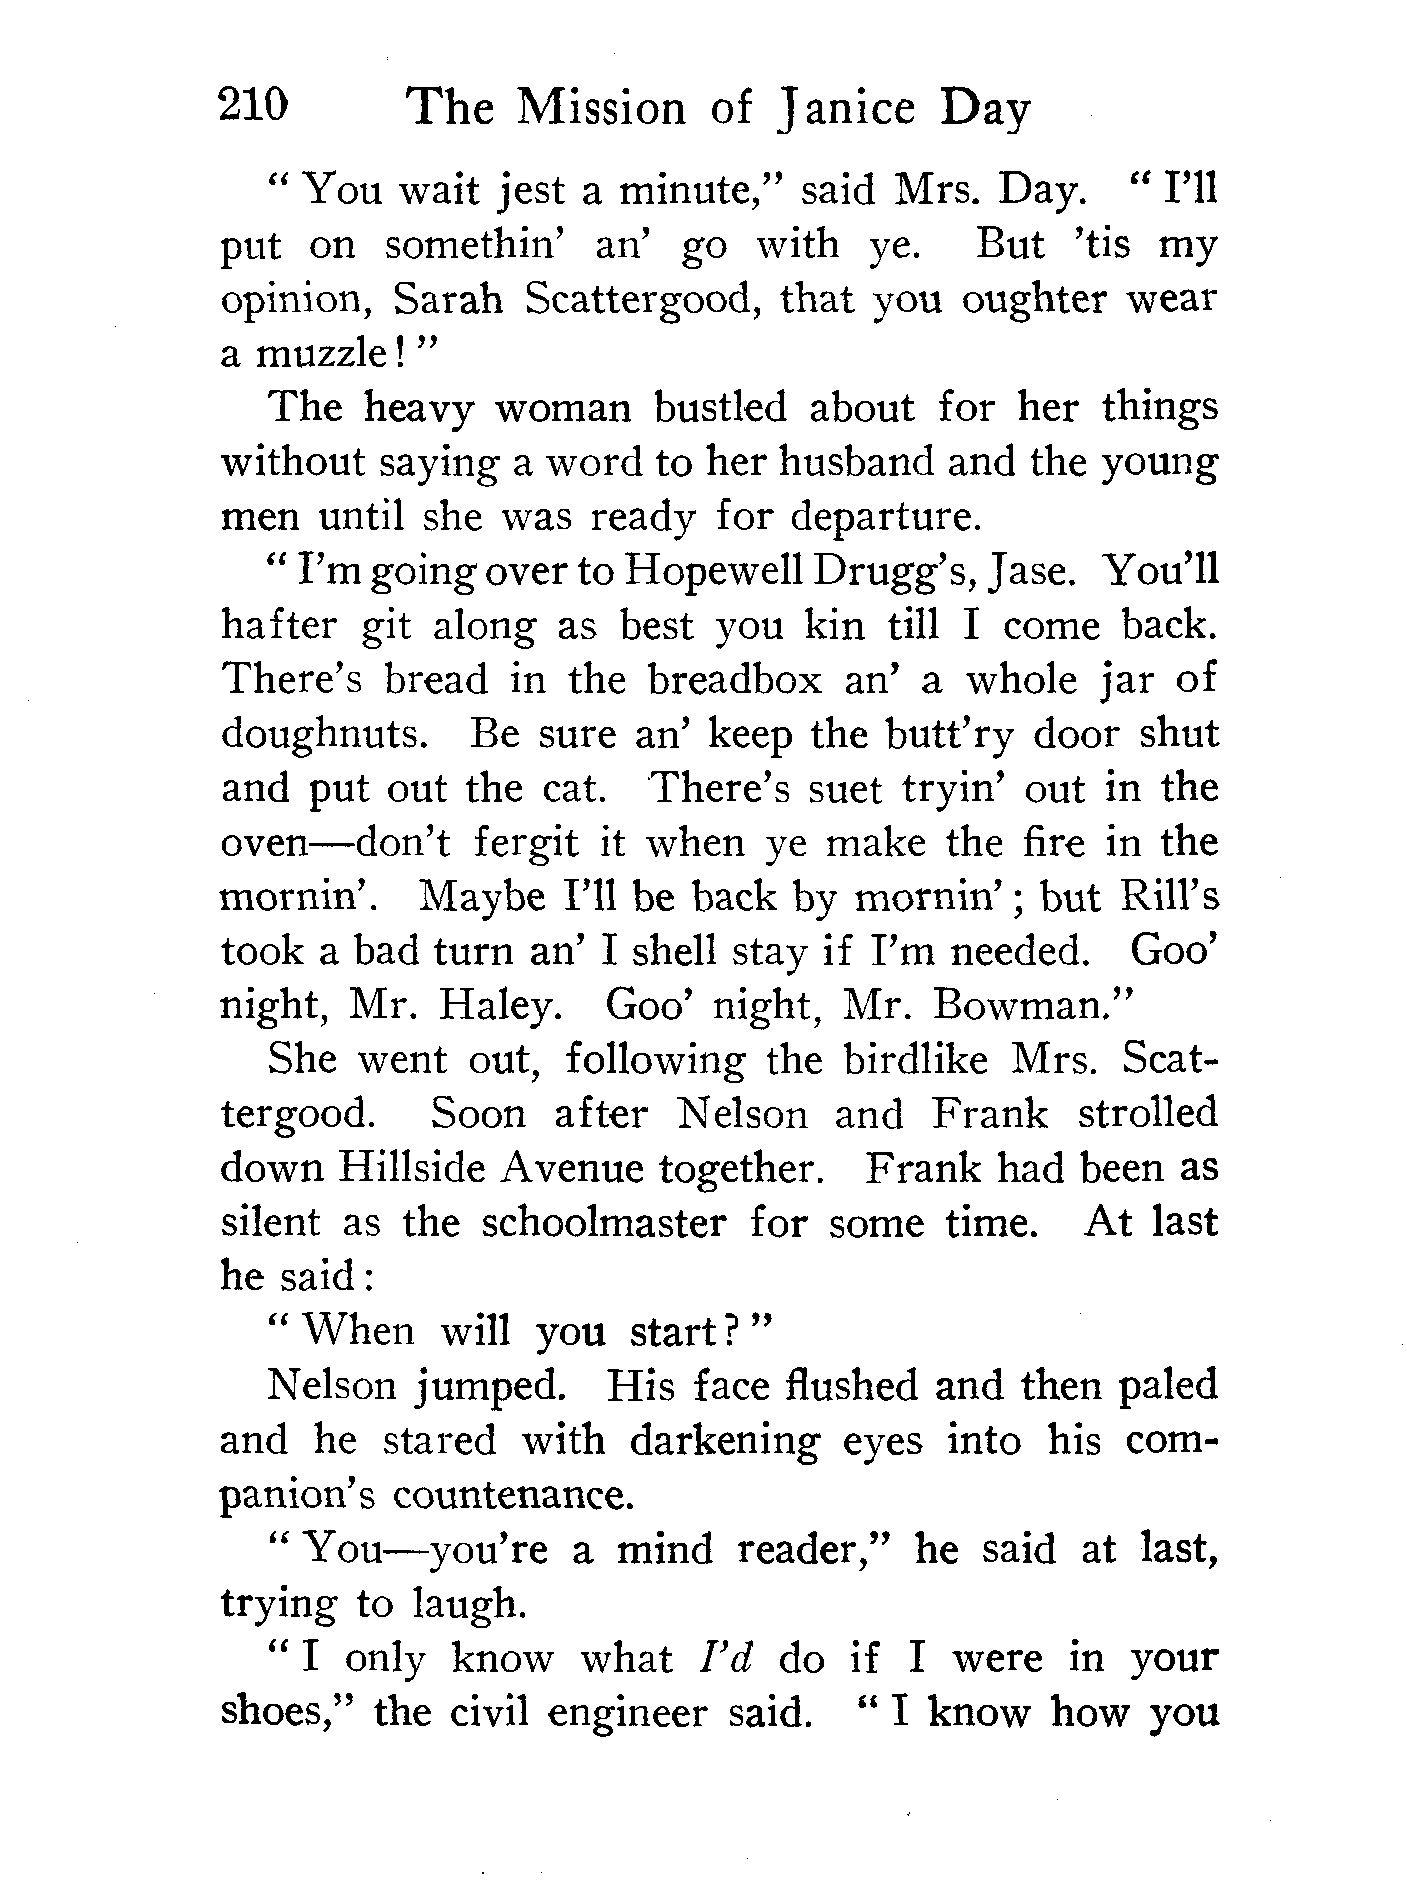 210 The Mission of Janice Day
“ You wait jest a minute,” said Mrs. Day. “ I’ll
put on somethin’ an’ go with ye. But ’tis my
opinion, Sarah Scattergood, that you oughter wear
a muzzle! ”
The heavy woman bustled about for her things
without saying a word to her husband and the young
men until she was ready for departure.
“ I’m going over to Hopewell Drugg’s, Jase. You’ll
hafter git along as best you kin till I come back.
There’s bread in the breadbox an’ a whole jar of
doughnuts. Be sure an’ keep the butt’ry door shut
and put out the cat. There’s suet tryin’ out in the
oven—don’t fergit it when ye make the fire in the
mornin’. Maybe I’ll be back by mornin’; but Rill’s
took a bad turn an’ I shell stay if I’m needed. Goo’
night, Mr. Haley. Goo’ night, Mr. Bowman.”
She went out, following the birdlike Mrs. Scat-
tergood. Soon after Nelson and Frank strolled
down Hillside Avenue together. Frank had been as
silent as the schoolmaster for some time. At last
he said:
“ When will you start? ”
Nelson jumped. His face flushed and then paled
and he stared with darkening eyes into his com-
panion’s countenance.
“ You—you’re a mind reader,” he said at last,
trying to laugh.
“ I only know what I’d do if I were in your
shoes,” the civil engineer said. “ I know how you